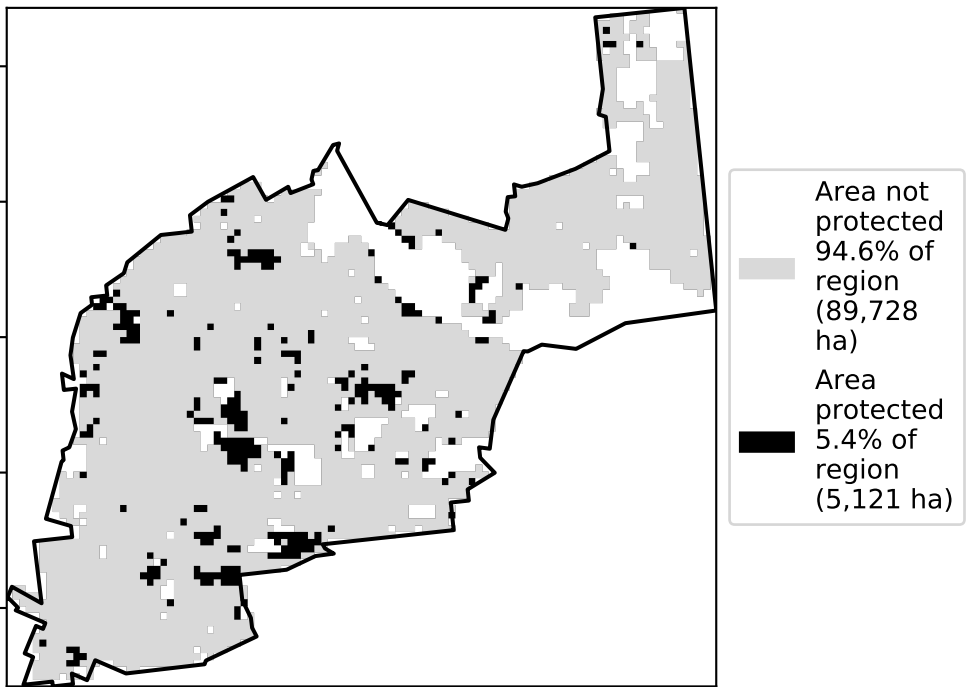 Area not
protected
94.6% of
region
(89,728
ha)
Area
protected
5.4% of
region
(5,121 ha)